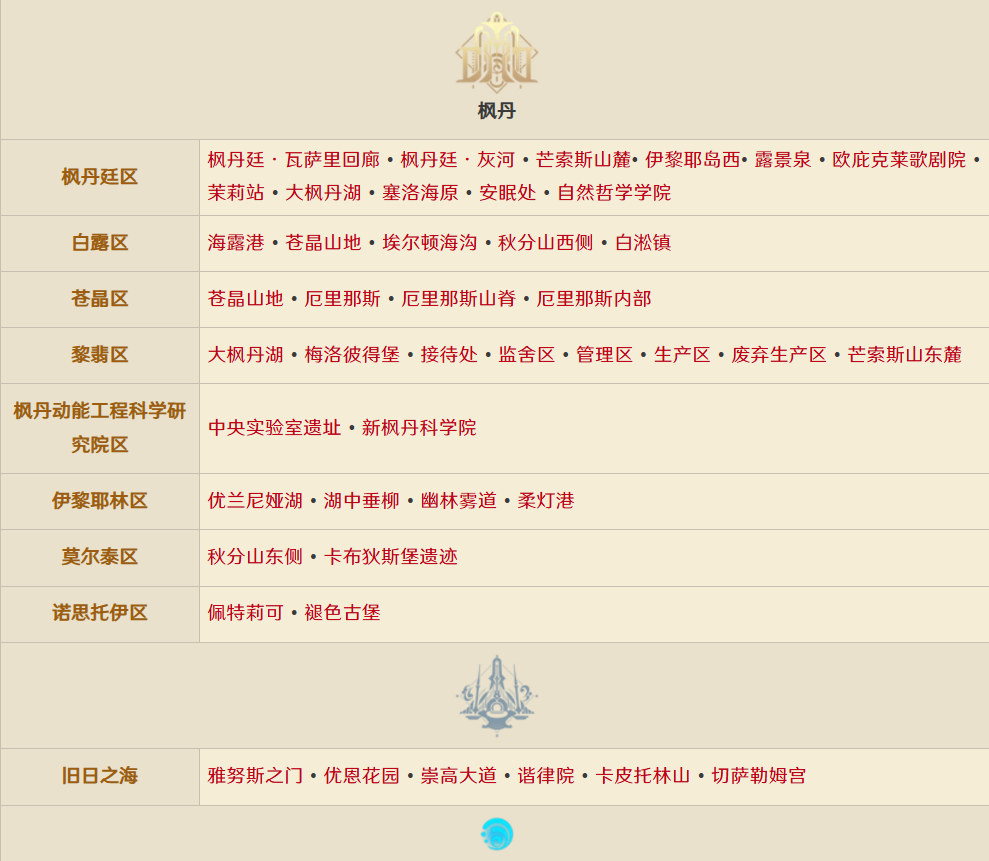 枫丹
枫丹廷区
枫丹廷·瓦萨里回廊 • 枫丹廷·灰河 • 芒索斯山麓• 伊黎耶岛西• 露景泉 • 欧庇克莱歌剧院 •
茉莉站 • 大枫丹湖 • 塞洛海原 • 安眠处 • 自然哲学学院
白露区
海露港 • 苍晶山地 • 埃尔顿海沟 • 秋分山西侧 • 白淞镇
苍晶区
苍晶山地 • 厄里那斯 • 厄里那斯山脊 • 厄里那斯内部
黎翡区
大枫丹湖 • 梅洛彼得堡 • 接待处 • 监舍区 • 管理区 • 生产区 • 废弃生产区 • 芒索斯山东麓
枫丹动能工程科学研
究院区
中央实验室遗址 • 新枫丹科学院
伊黎耶林区
优兰尼娅湖 • 湖中垂柳 • 幽林雾道 • 柔灯港
莫尔泰区
秋分山东侧 • 卡布狄斯堡遗迹
诺思托伊区
佩特莉可 • 褪色古堡
旧日之海
雅努斯之门 • 优恩花园 • 崇高大道 • 谐律院 • 卡皮托林山 • 切萨勒姆宫